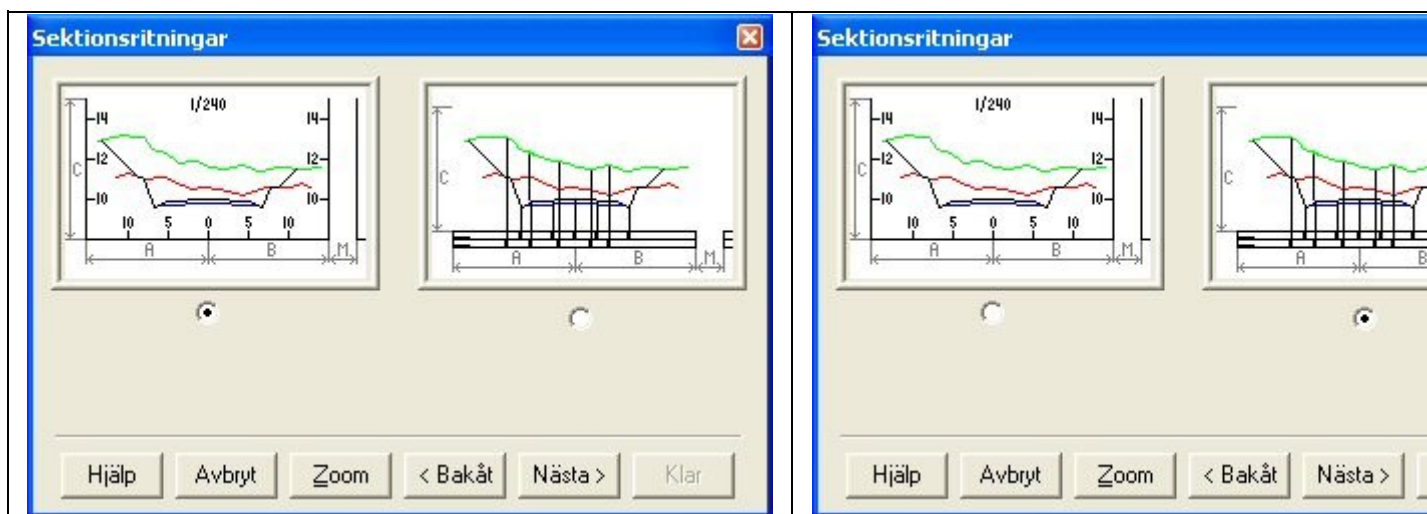 Sektionsritningar
1/240
14 14
12 12
10 10
10 5 0 5 10
C
A B M
C
A B M
Hjälp Avbryt Zoom < Bakåt Nästa > Klar
Sektionsritningar
1/240
14 14
12 12
10 10
10 5 0 5 10
C
A B M
C
A B
Hjälp Avbryt Zoom < Bakåt Nästa >